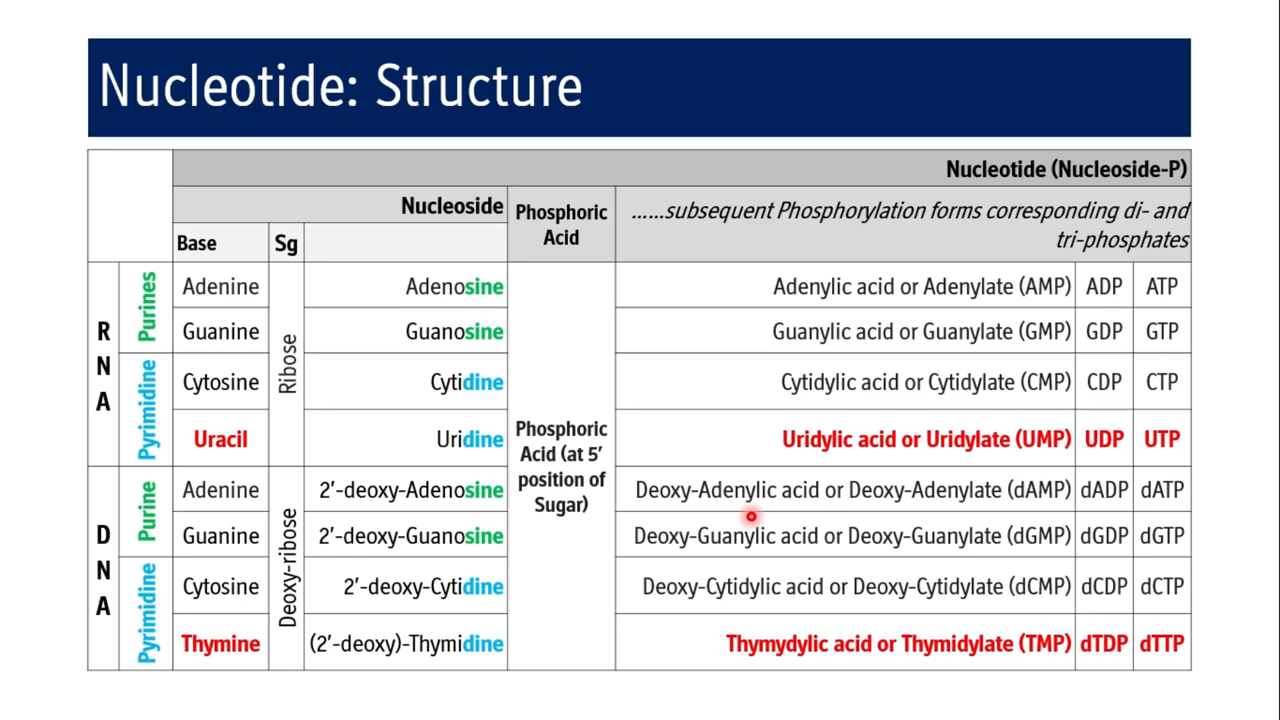 Nucleotide: Structure
Nucleotide (Nucleoside-P)
Nucleoside
Phosphoric
Acid
......subsequent Phosphorylation forms corresponding di- and
tri-phosphates
Base
Sg
RNA
Purines
Adenine
Ribose
Adenosine
Phosphoric
Acid (at 5′
position of
Sugar)
Adenylic acid or Adenylate (AMP)
ADP
ATP
Guanine
Guanosine
Guanylic acid or Guanylate (GMP)
GDP
GTP
Pyrimidine
Cytosine
Cytidine
Cytidylic acid or Cytidylate (CMP)
CDP
CTP
Uracil
Uridine
Uridylic acid or Uridylate (UMP)
UDP
UTP
DNA
Purine
Adenine
Deoxy-ribose
2′-deoxy-Adenosine
Deoxy-Adenylic acid or Deoxy-Adenylate (dAMP)
dADP
dATP
Guanine
2′-deoxy-Guanosine
Deoxy-Guanylic acid or Deoxy-Guanylate (dGMP)
dGDP
dGTP
Pyrimidine
Cytosine
2′-deoxy-Cytidine
Deoxy-Cytidylic acid or Deoxy-Cytidylate (dCMP)
dCDP
dCTP
Thymine
(2′-deoxy)-Thymidine
Thymydylic acid or Thymidylate (TMP)
dTDP
dTTP